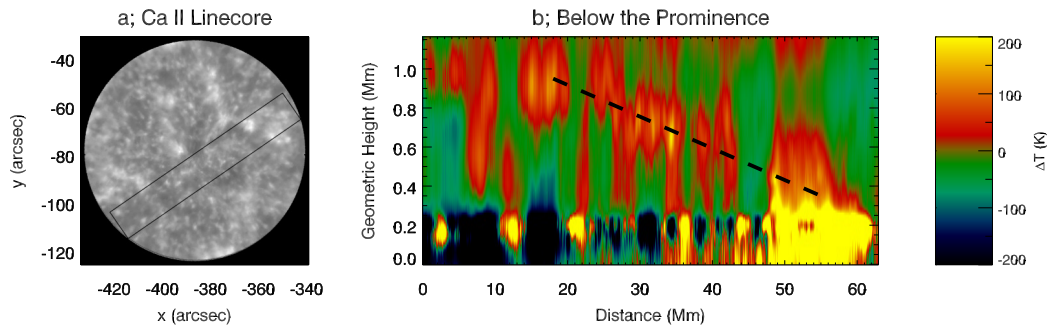 a; Ca II Linecore
b; Below the Prominence
-40
-60
-80
-100
-120
y (arcsec)
-420 -400 -380 -360 -340
x (arcsec)
1.0
0.8
0.6
0.4
0.2
0.0
Geometric Height (Mm)
0 10 20 30 40 50 60
Distance (Mm)
200
100
0
-100
-200
ΔT (K)